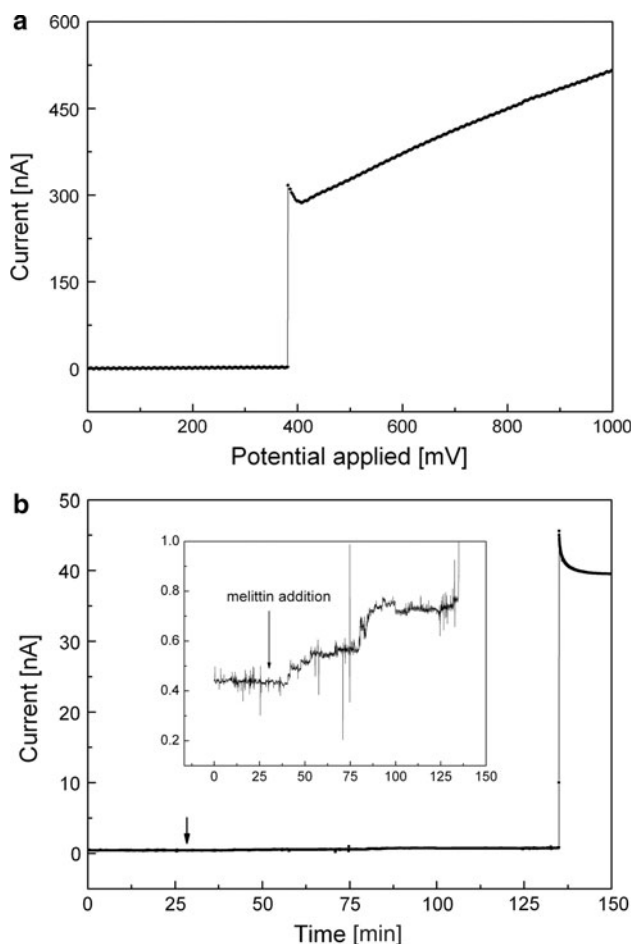 a
600
450
300
150
0
Current [nA]
0 200 400 600 800 1000
Potential applied [mV]
b
50
40
30
20
10
0
Current [nA]
1.0
0.8
0.6
0.4
0.2
melittin addition
0 25 50 75 100 125 150
0 25 50 75 100 125 150
Time [min]